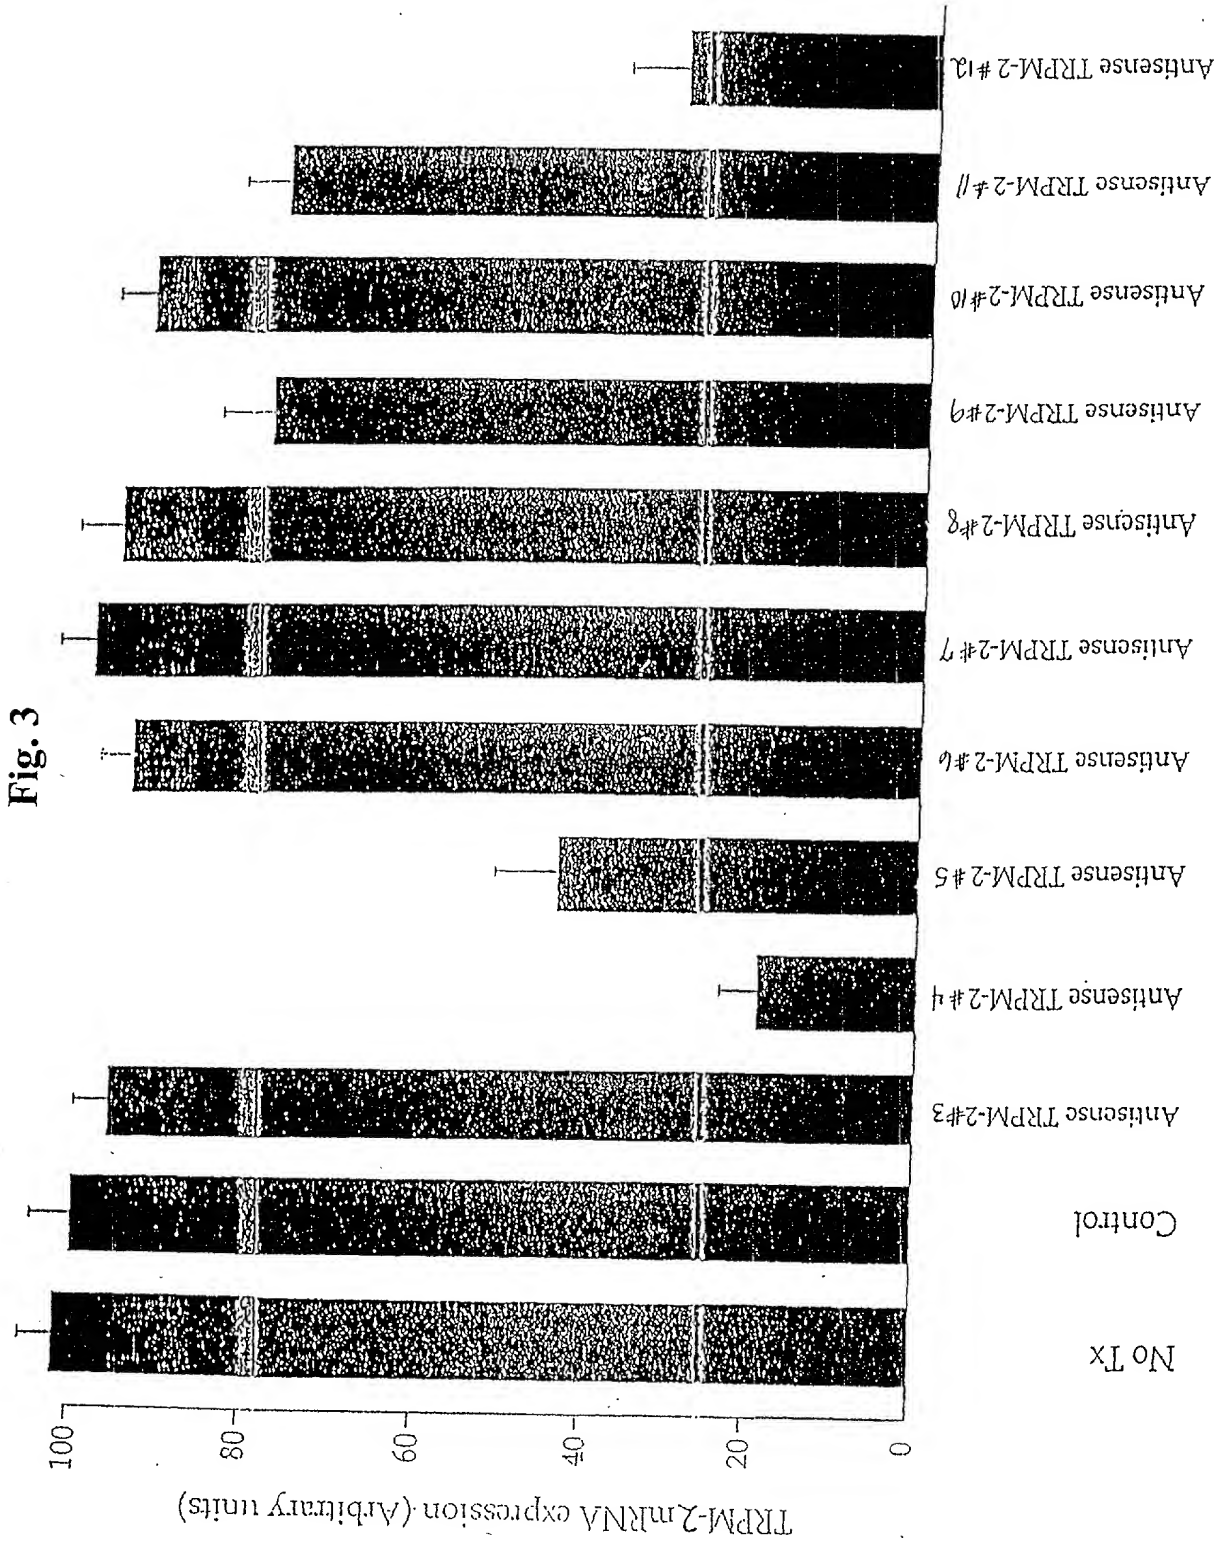 Fig. 3
TRPM-2 mRNA expression (Arbitrary units)
100
80
60
40
20
0
No Tx
Control
Antisense TRPM-2 #3
Antisense TRPM-2 #4
Antisense TRPM-2 #5
Antisense TRPM-2 #6
Antisense TRPM-2 #7
Antisense TRPM-2 #8
Antisense TRPM-2 #9
Antisense TRPM-2 #10
Antisense TRPM-2 #11
Antisense TRPM-2 #12